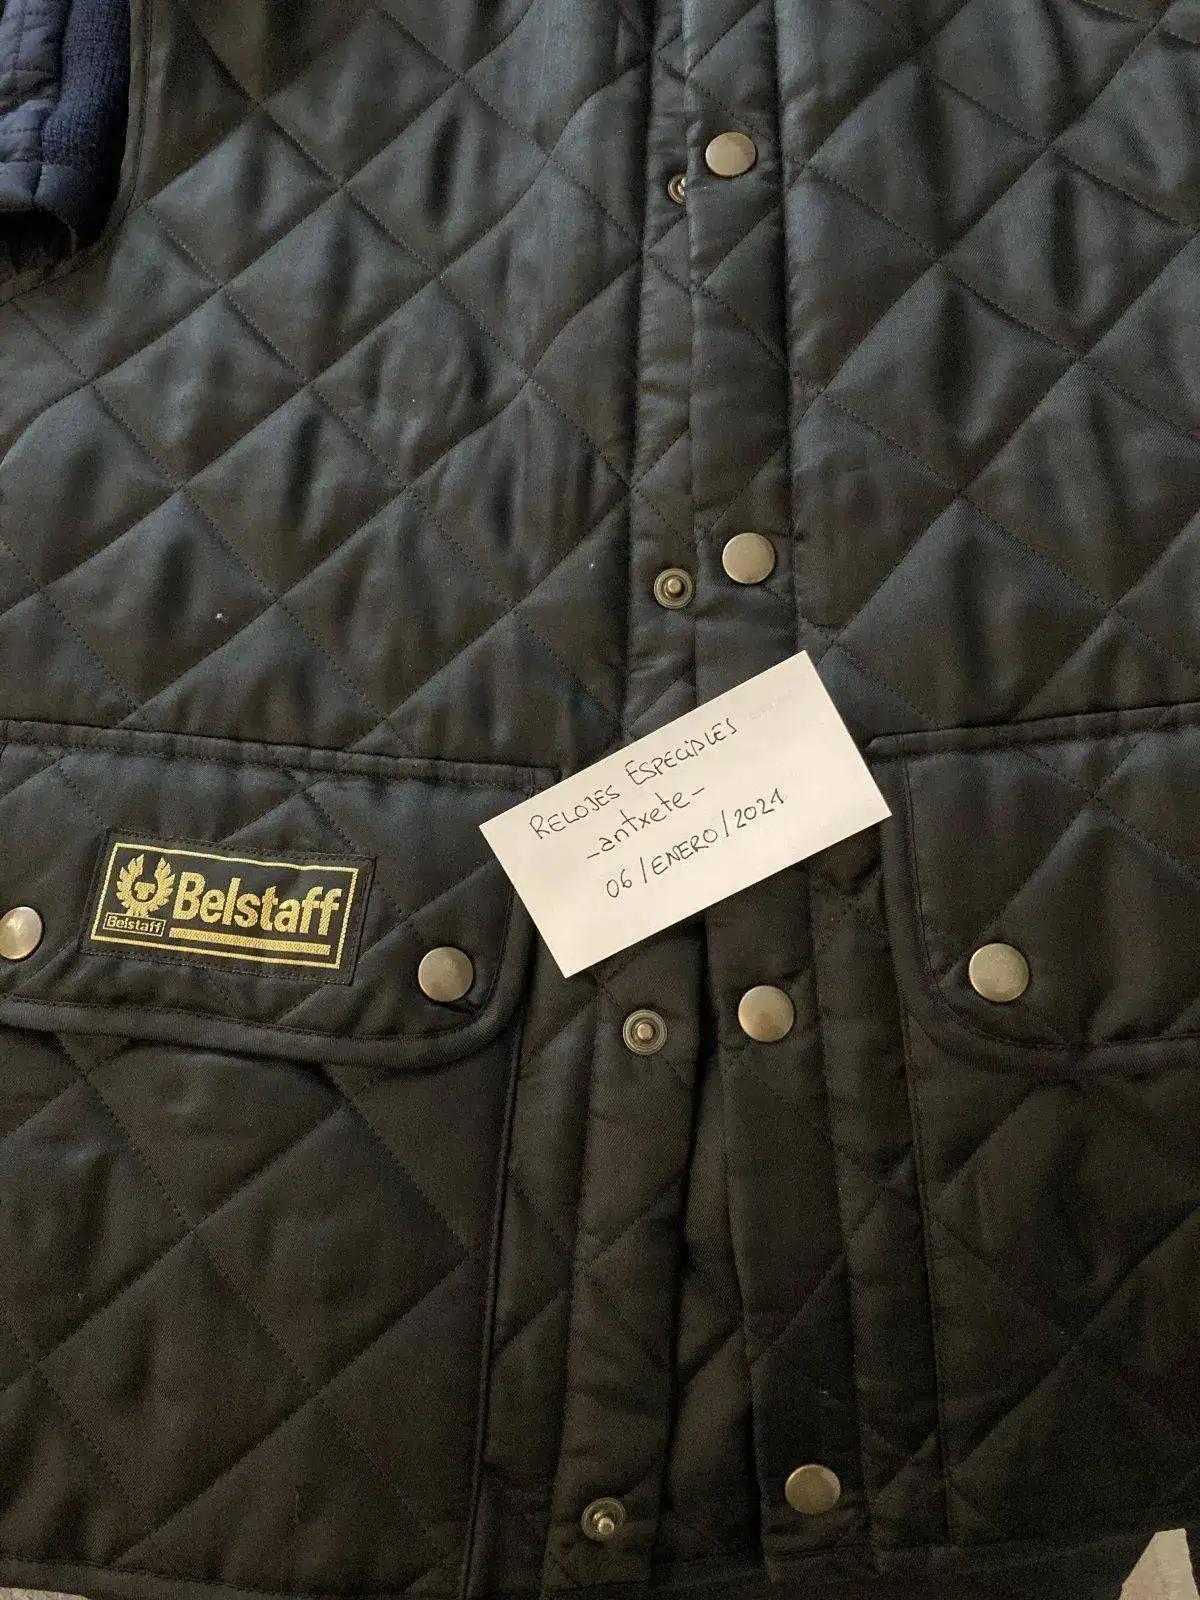 RELOJES ESPECIALES
-antxete-
06/ENERO/2021
Belstaff
Belstaff